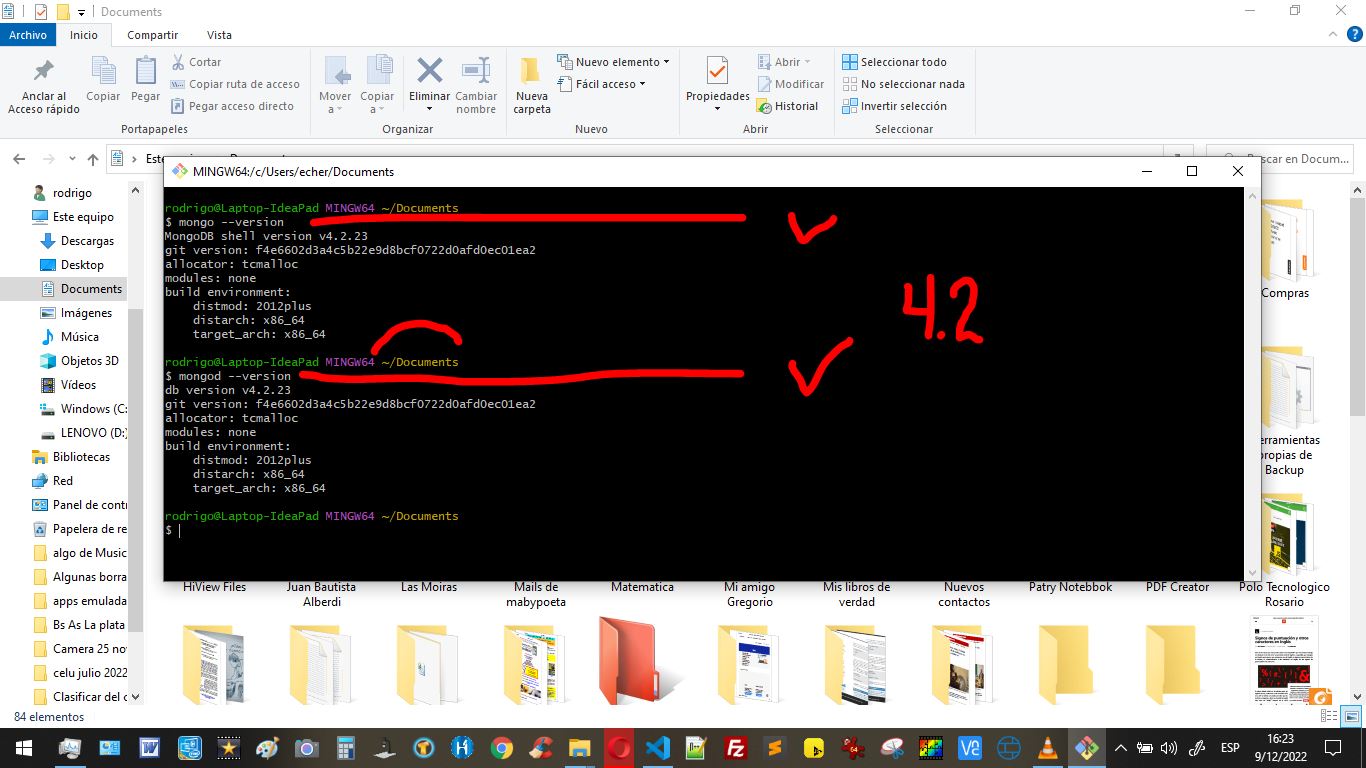 Documents
Archivo Inicio Compartir Vista
Anclar al Acceso rápido
Copiar
Pegar
Cortar
Copiar ruta de acceso
Pegar acceso directo
Portapapeles
Mover a
Copiar a
Eliminar
Cambiar nombre
Organizar
Nueva carpeta
Nuevo elemento
Fácil acceso
Nuevo
Propiedades
Abrir
Modificar
Historial
Abrir
Seleccionar todo
No seleccionar nada
Invertir selección
Seleccionar
MINGW64:/c/Users/echer/Documents
rodrigo@Laptop-IdeaPad MINGW64 ~/Documents
$ mongo --version
MongoDB shell version v4.2.23
git version: f4e6602d3a4c5b22e9d8bcf0722d0afd0ec01ea2
allocator: tcmalloc
modules: none
build environment:
distmod: 2012plus
distarch: x86_64
target_arch: x86_64
rodrigo@Laptop-IdeaPad MINGW64 ~/Documents
$ mongod --version
db version v4.2.23
git version: f4e6602d3a4c5b22e9d8bcf0722d0afd0ec01ea2
allocator: tcmalloc
modules: none
build environment:
distmod: 2012plus
distarch: x86_64
target_arch: x86_64
rodrigo@Laptop-IdeaPad MINGW64 ~/Documents
$
4.2
rodrigo
Este equipo
Descargas
Desktop
Documents
Imágenes
Música
Objetos 3D
Vídeos
Windows (C:
LENOVO (D:)
Bibliotecas
Red
Panel de contr
Papelera de re
algo de Music
Algunas borra
apps emulada
Bs As La plata
Camera 25 nov
celu julio 2022
Clasificar del c
Compras
Backup
HiView Files
Juan Bautista Alberdi
Las Moiras
Mails de mabypoeta
Matematica
Mi amigo Gregorio
Mis libros de verdad
Nuevos contactos
Patry Notebbok
PDF Creator
Polo Tecnologico Rosario
Signos de puntuación y otros caracteres en inglés
84 elementos
ESP
16:23
9/12/2022